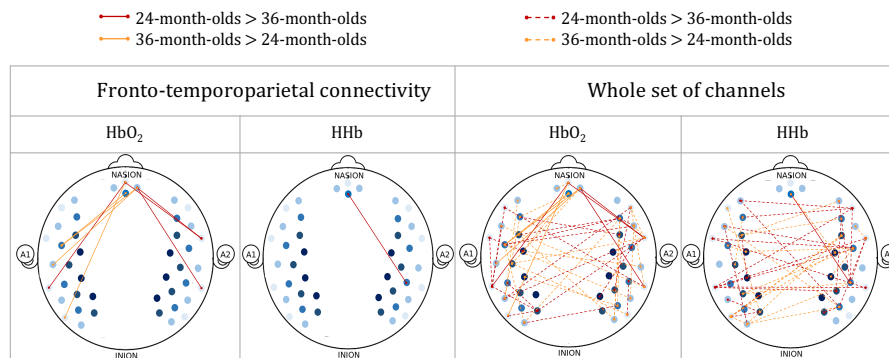 24-month-olds > 36-month-olds
36-month-olds > 24-month-olds
24-month-olds > 36-month-olds
36-month-olds > 24-month-olds
Fronto-temporoparietal connectivity
Whole set of channels
HbO₂
HHb
HbO₂
HHb
NASION
NASION
NASION
NASION
A1
A2
A1
A2
A1
A2
A1
A2
INION
INION
INION
INION